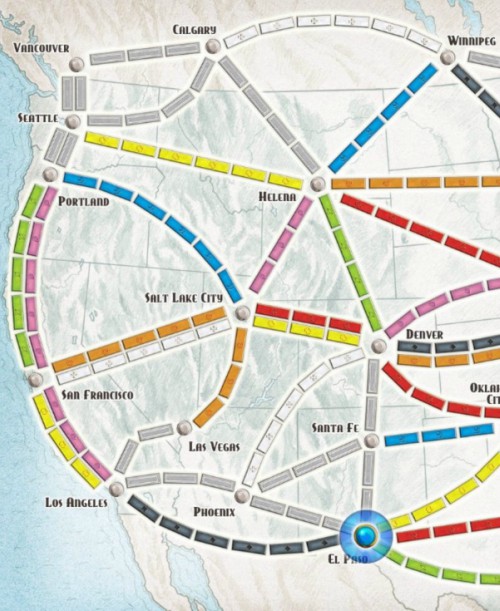 Calgary
Vancouver
Winnipeg
Seattle
Helena
Portland
Salt Lake City
Denver
San Francisco
Oklah
Cit
Santa Fe
Las Vegas
Los Angeles
Phoenix
El Paso